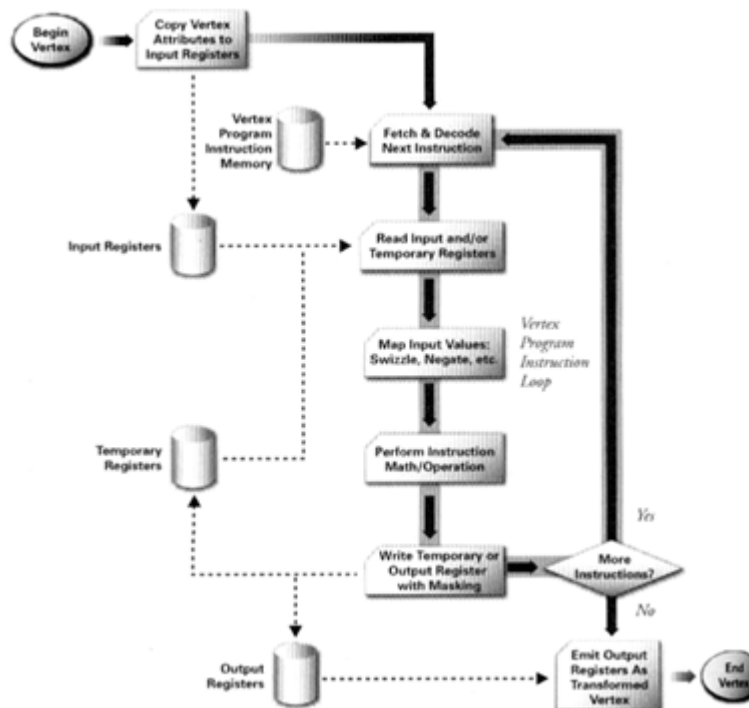 Begin
Vertex
Copy Vertex
Attributes to
Input Registers
Vertex
Program
Instruction
Memory
Fetch & Decode
Next Instruction
Input Registers
Read Input and/or
Temporary Registers
Map Input Values:
Swizzle, Negate, etc.
Vertex
Program
Instruction
Loop
Temporary
Registers
Perform Instruction
Math/Operation
Yes
Write Temporary or
Output Register
with Masking
More
Instructions?
No
Output
Registers
Emit Output
Registers As
Transformed
Vertex
End
Vertex